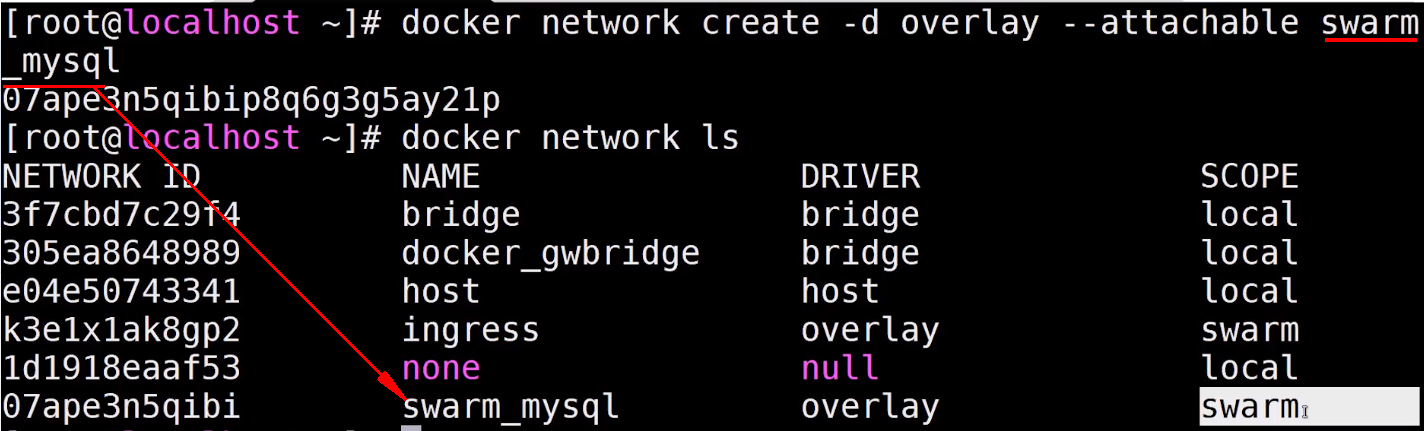 [root@localhost ~]# docker network create -d overlay --attachable swarm
_mysql
07ape3n5qibip8q6g3g5ay21p
[root@localhost ~]# docker network ls
NETWORK ID NAME DRIVER SCOPE
3f7cbd7c29f4 bridge bridge local
305ea8648989 docker_gwbridge bridge local
e04e50743341 host host local
k3e1x1ak8gp2 ingress overlay swarm
1d1918eaaf53 none null local
07ape3n5qibi swarm_mysql overlay swarm